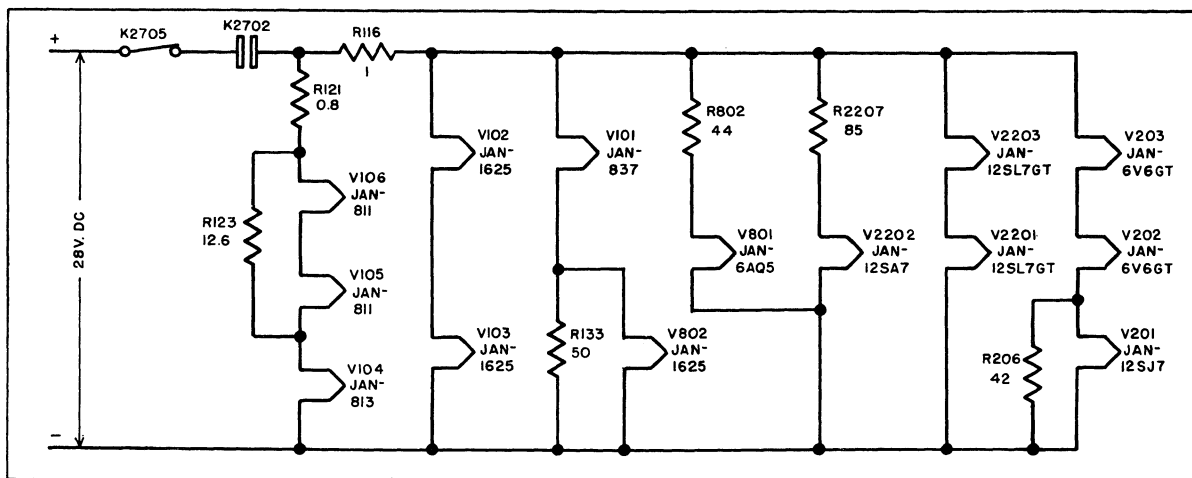 K2705
K2702
R116
1
+
28V. DC
−
R121
0.8
R123
12.6
V106
JAN-
811
V105
JAN-
811
V104
JAN-
813
V102
JAN-
1625
V103
JAN-
1625
V101
JAN-
837
R133
50
V802
JAN-
1625
R802
44
V801
JAN-
6AQ5
R2207
85
V2202
JAN-
12SA7
V2203
JAN-
12SL7GT
V2201
JAN-
12SL7GT
V203
JAN-
6V6GT
V202
JAN-
6V6GT
R206
42
V201
JAN-
12SJ7